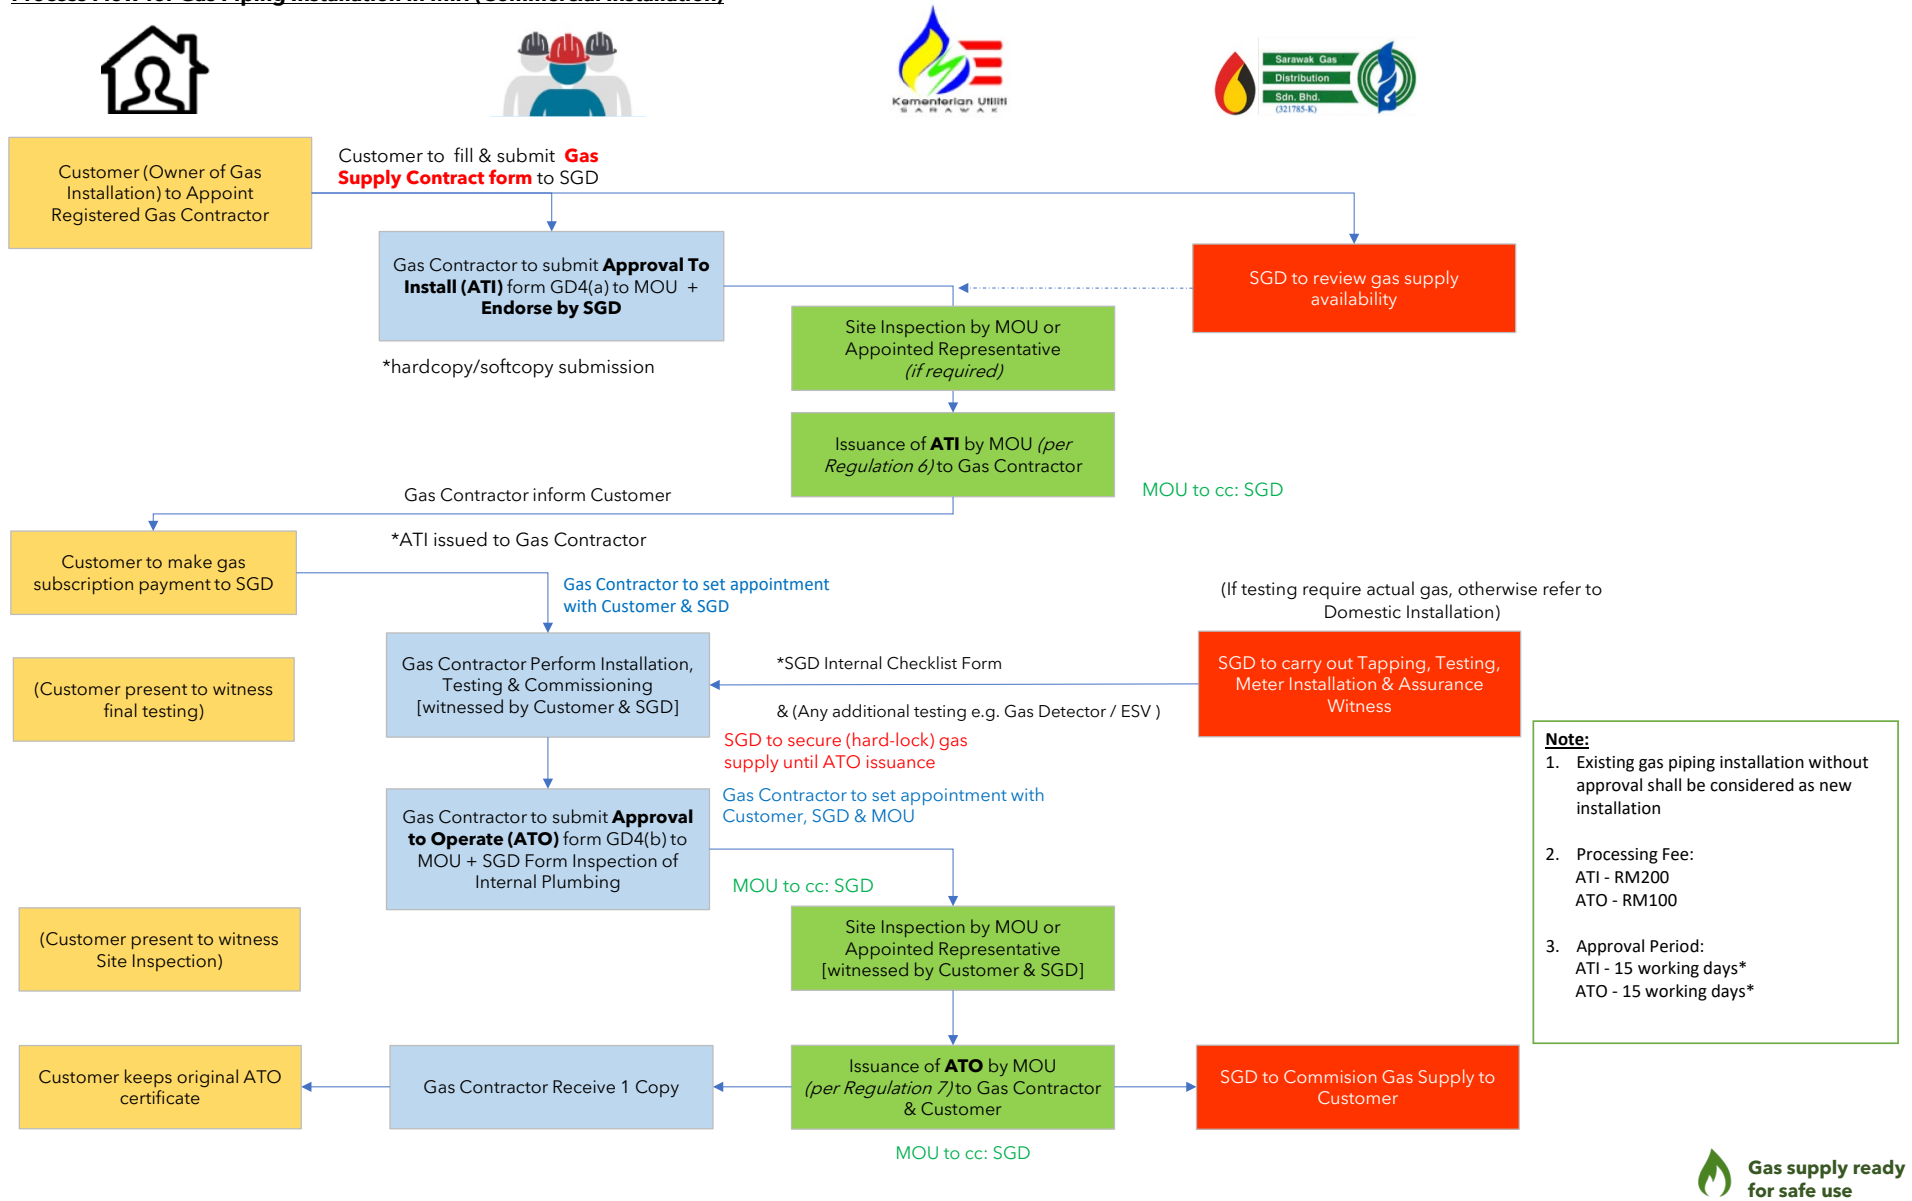 Process Flow for Gas Piping Installation in Miri (Commercial Installation)
Kementerian Utiliti
SARAWAK
Sarawak Gas
Distribution
Sdn. Bhd.
(321785-K)
Customer (Owner of Gas
Installation) to Appoint
Registered Gas Contractor
Customer to fill & submit Gas
Supply Contract form to SGD
Gas Contractor to submit Approval To
Install (ATI) form GD4(a) to MOU +
Endorse by SGD
*hardcopy/softcopy submission
SGD to review gas supply
availability
Site Inspection by MOU or
Appointed Representative
(if required)
Issuance of ATI by MOU (per
Regulation 6) to Gas Contractor
MOU to cc: SGD
Gas Contractor inform Customer
*ATI issued to Gas Contractor
Customer to make gas
subscription payment to SGD
Gas Contractor to set appointment
with Customer & SGD
(If testing require actual gas, otherwise refer to
Domestic Installation)
(Customer present to witness
final testing)
Gas Contractor Perform Installation,
Testing & Commissioning
[witnessed by Customer & SGD]
*SGD Internal Checklist Form
& (Any additional testing e.g. Gas Detector / ESV )
SGD to carry out Tapping, Testing,
Meter Installation & Assurance
Witness
SGD to secure (hard-lock) gas
supply until ATO issuance
Gas Contractor to set appointment with
Customer, SGD & MOU
Gas Contractor to submit Approval
to Operate (ATO) form GD4(b) to
MOU + SGD Form Inspection of
Internal Plumbing
MOU to cc: SGD
Note:
1. Existing gas piping installation without
approval shall be considered as new
installation
2. Processing Fee:
ATI - RM200
ATO - RM100
3. Approval Period:
ATI - 15 working days*
ATO - 15 working days*
(Customer present to witness
Site Inspection)
Site Inspection by MOU or
Appointed Representative
[witnessed by Customer & SGD]
Customer keeps original ATO
certificate
Gas Contractor Receive 1 Copy
Issuance of ATO by MOU
(per Regulation 7) to Gas Contractor
& Customer
SGD to Commision Gas Supply to
Customer
MOU to cc: SGD
Gas supply ready
for safe use